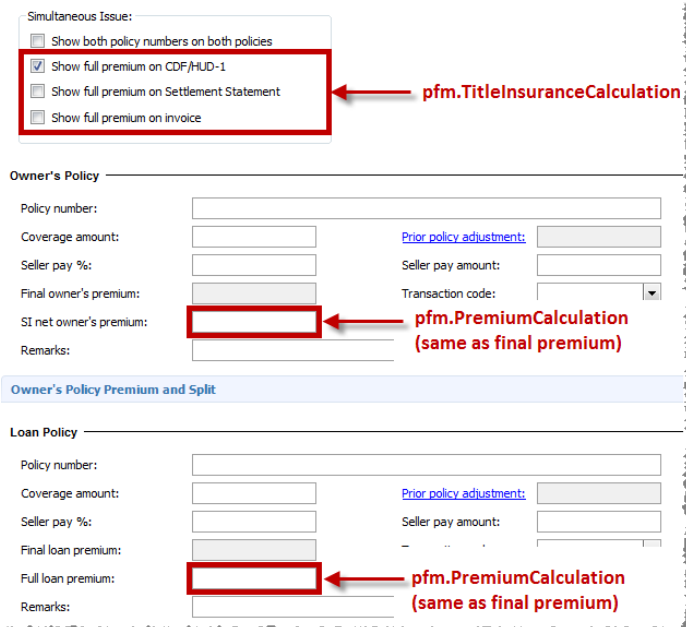 Simultaneous Issue:
Show both policy numbers on both policies
Show full premium on CDF/HUD-1
Show full premium on Settlement Statement
Show full premium on invoice
pfm.TitleInsuranceCalculation
Owner's Policy
Policy number:
Coverage amount:
Prior policy adjustment:
Seller pay %:
Seller pay amount:
Final owner's premium:
Transaction code:
SI net owner's premium:
pfm.PremiumCalculation
(same as final premium)
Remarks:
Owner's Policy Premium and Split
Loan Policy
Policy number:
Coverage amount:
Prior policy adjustment:
Seller pay %:
Seller pay amount:
Final loan premium:
Full loan premium:
pfm.PremiumCalculation
(same as final premium)
Remarks: